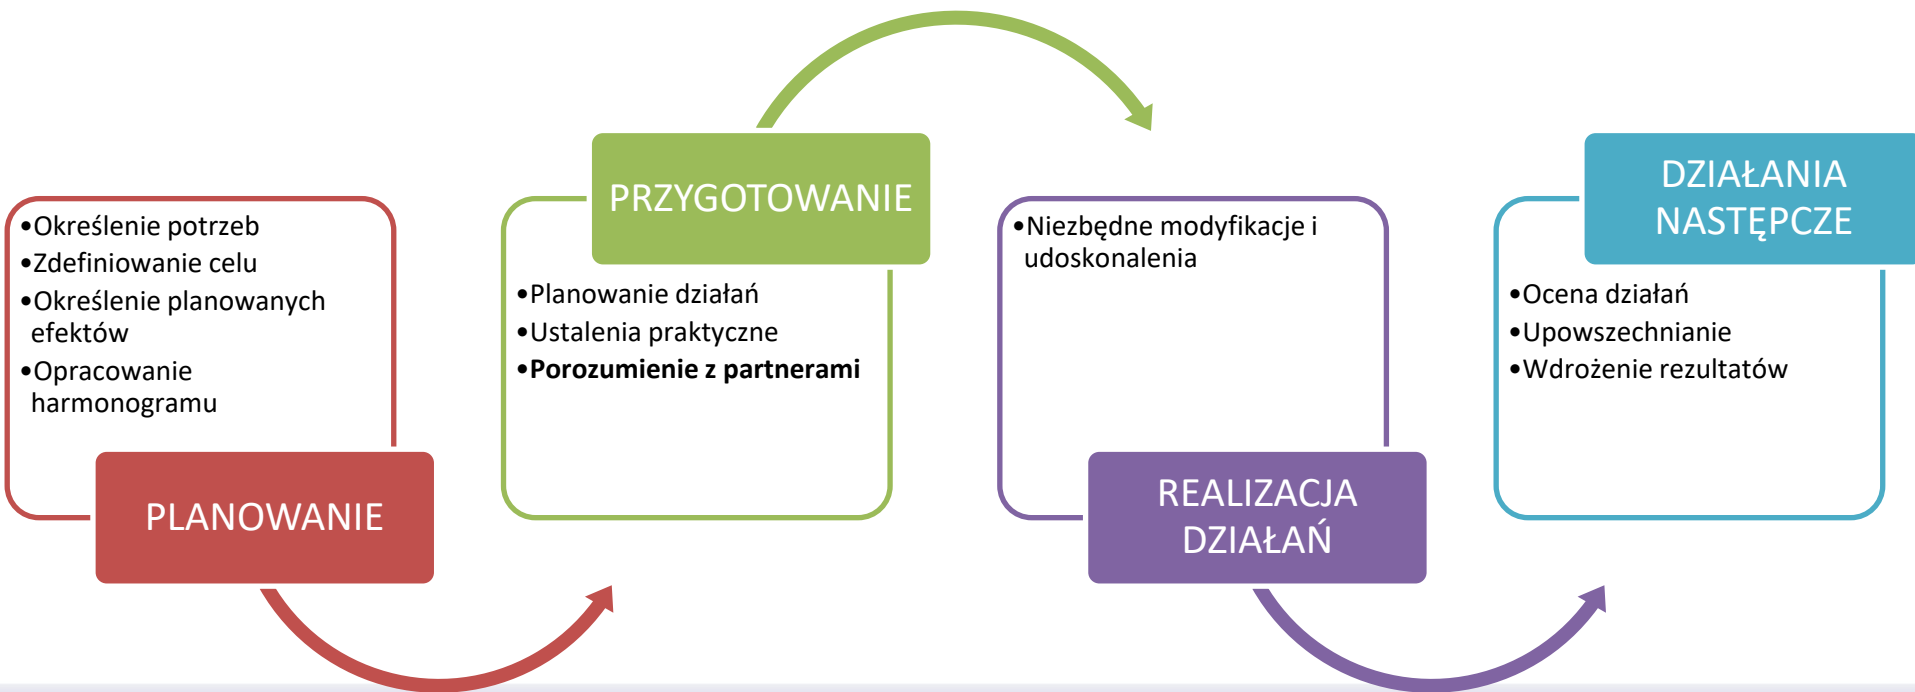 •Określenie potrzeb
•Zdefiniowanie celu
•Określenie planowanych
efektów
•Opracowanie
harmonogramu
PLANOWANIE
PRZYGOTOWANIE
•Planowanie działań
•Ustalenia praktyczne
•Porozumienie z partnerami
•Niezbędne modyfikacje i
udoskonalenia
REALIZACJA
DZIAŁAŃ
DZIAŁANIA
NASTĘPCZE
•Ocena działań
•Upowszechnianie
•Wdrożenie rezultatów